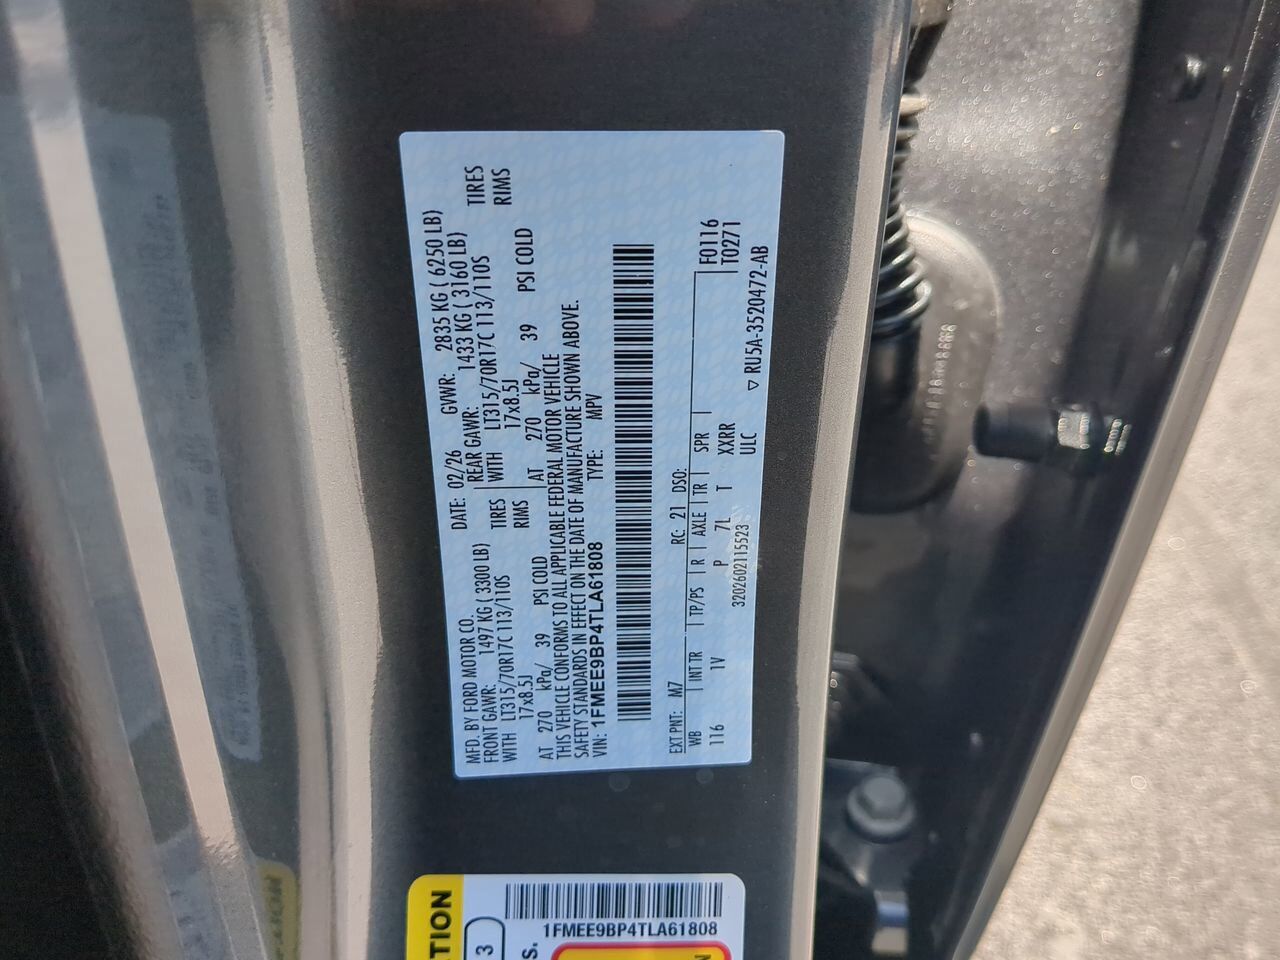 MFD. BY FORD MOTOR CO. DATE: 02/26 GVWR: 2835 KG ( 6250 LB)
FRONT GAWR: 1497 KG ( 3300 LB) REAR GAWR: 1433 KG ( 3160 LB)
WITH LT315/70R17C 113/110S TIRES WITH LT315/70R17C 113/110S TIRES
17x8.5J RIMS 17x8.5J RIMS
AT 270 kPa/ 39 PSI COLD AT 270 kPa/ 39 PSI COLD
THIS VEHICLE CONFORMS TO ALL APPLICABLE FEDERAL MOTOR VEHICLE
SAFETY STANDARDS IN EFFECT ON THE DATE OF MANUFACTURE SHOWN ABOVE.
VIN: 1FMEE9BP4TLA61808 TYPE: MPV
EXT PNT: M7 RC: 21 DSO:
WB INT TR TP/PS R AXLE TR SPR F0116
116 1V P 7L T XXRR T0271
ULC
3202602115523 ▽ RU5A-3520472-AB
TION
3
S.
1FMEE9BP4TLA61808